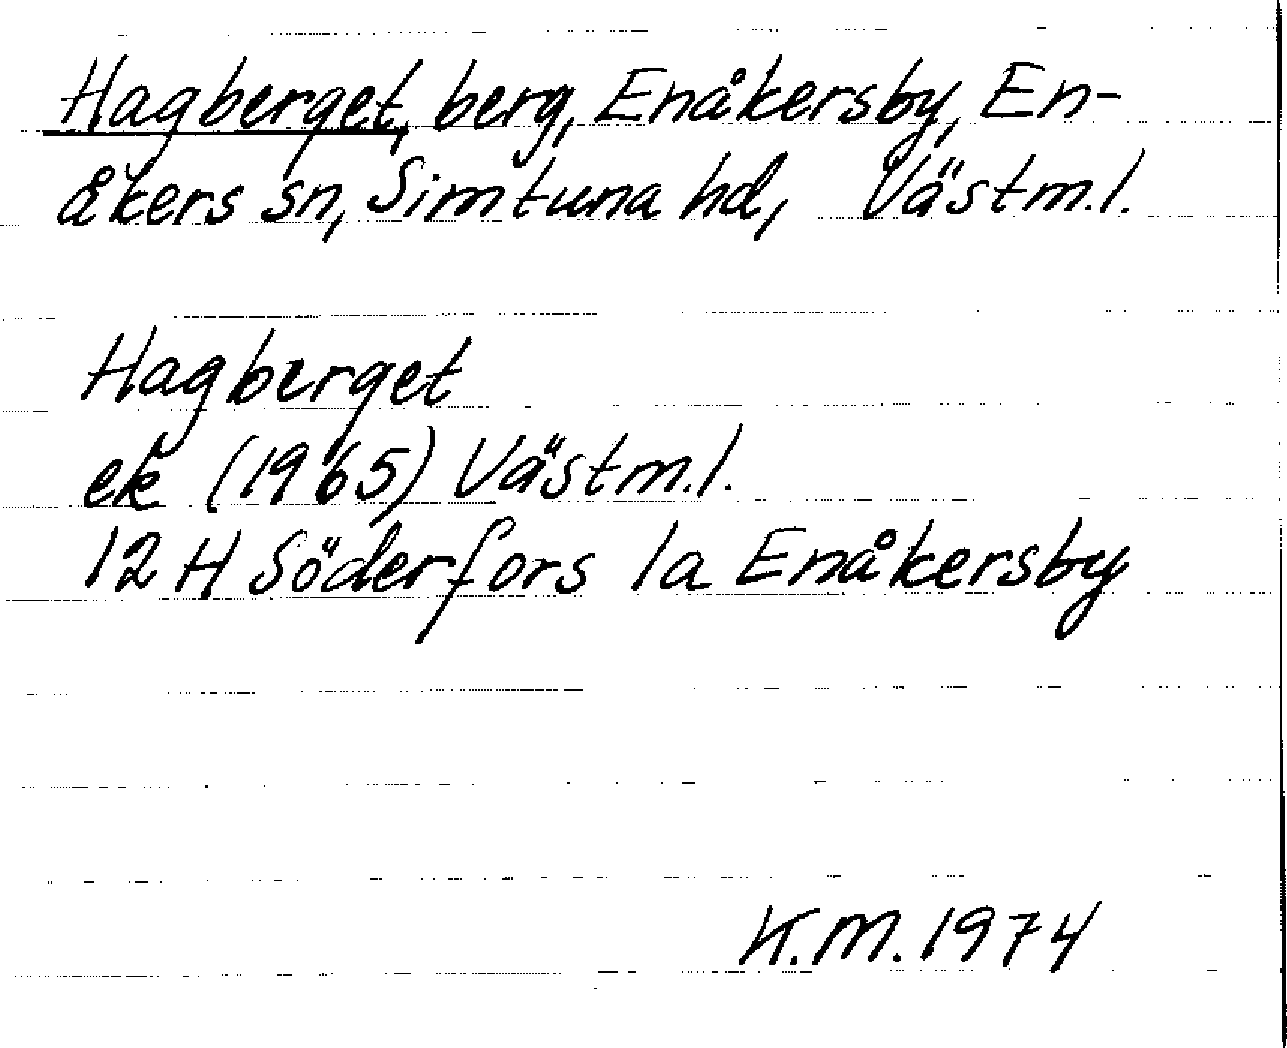 Hagberget, berg, Enåkersby, En-
åkers sn, Simtuna hd, Västm.l.
Hagberget
ek (1965) Västm.l.
12 H Söderfors 1a Enåkersby
K.M. 1974